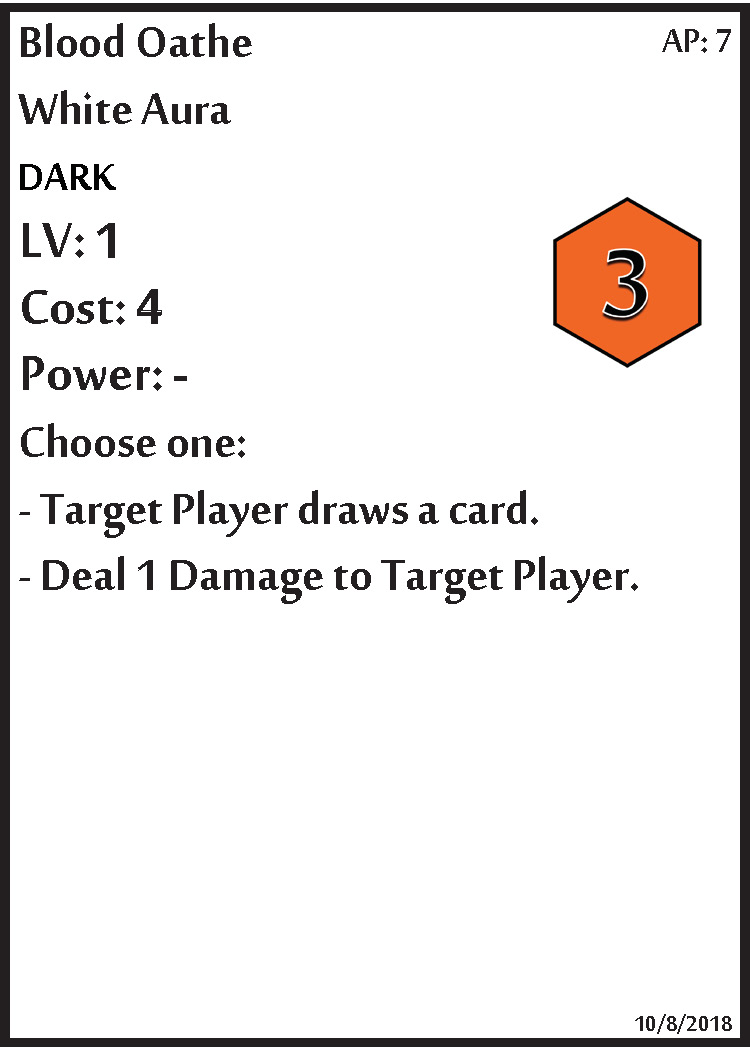 Blood Oathe
AP: 7
White Aura
DARK
LV: 1
Cost: 4
3
Power: -
Choose one:
- Target Player draws a card.
- Deal 1 Damage to Target Player.
10/8/2018